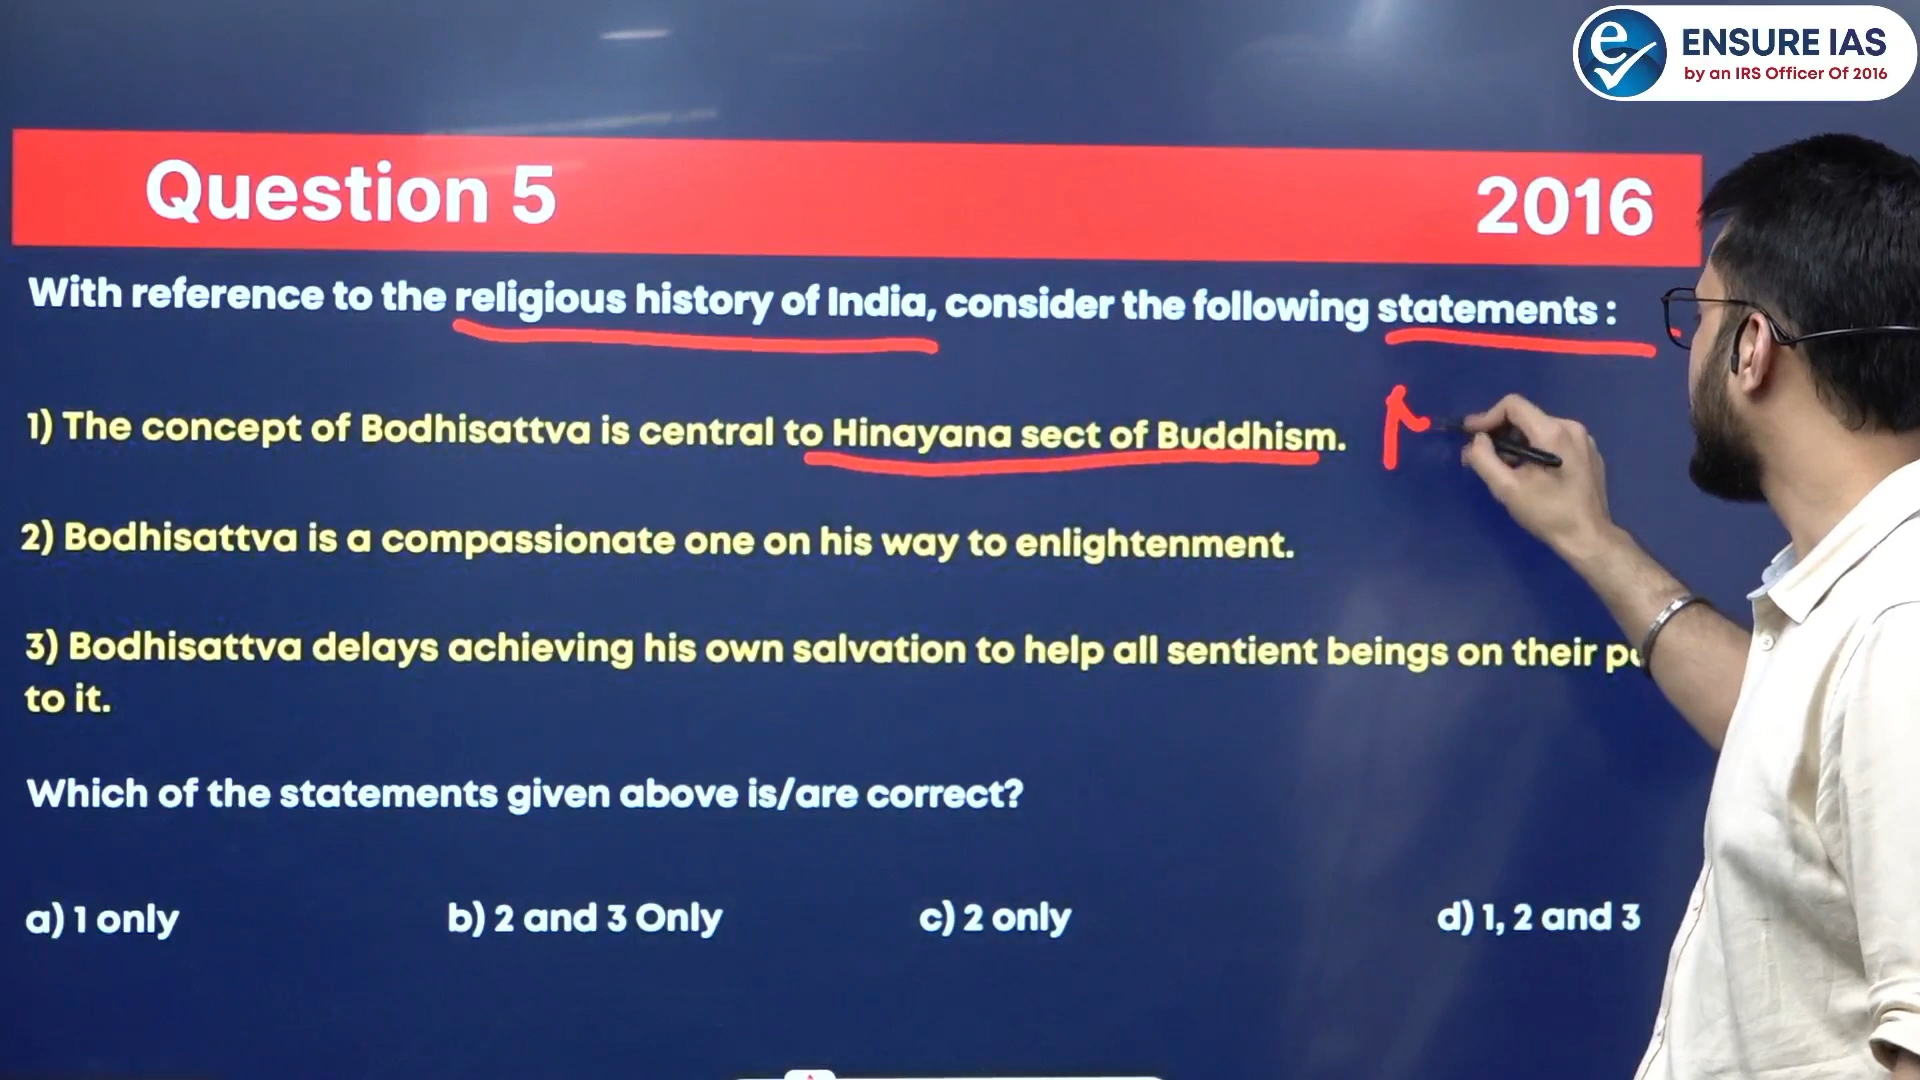 ENSURE IAS
by an IRS Officer Of 2016
Question 5 2016
With reference to the religious history of India, consider the following statements :
1) The concept of Bodhisattva is central to Hinayana sect of Buddhism.
2) Bodhisattva is a compassionate one on his way to enlightenment.
3) Bodhisattva delays achieving his own salvation to help all sentient beings on their
to it.
Which of the statements given above is/are correct?
a) 1 only b) 2 and 3 Only c) 2 only d) 1, 2 and 3